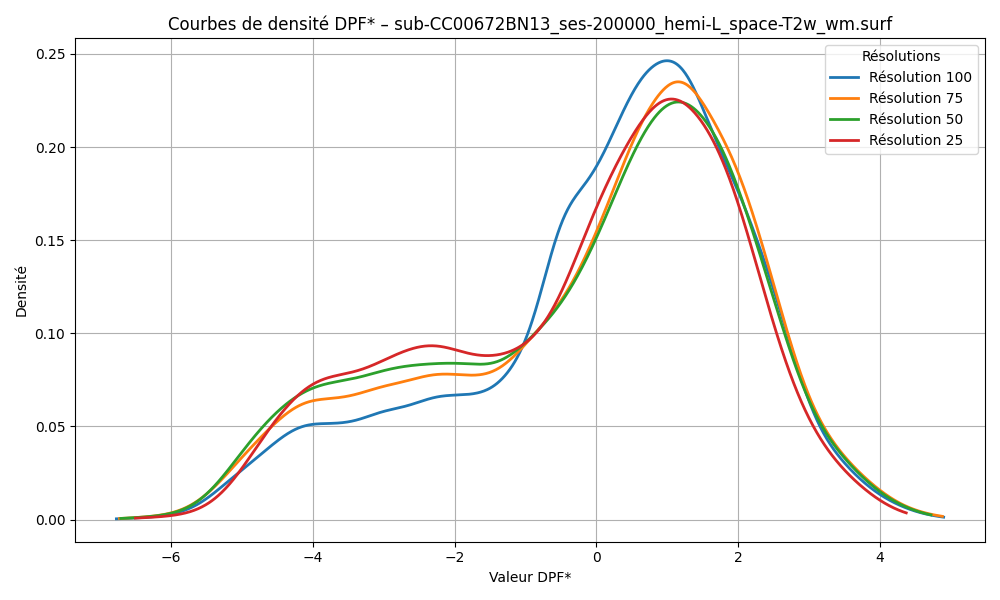 Courbes de densité DPF* – sub-CC00672BN13_ses-200000_hemi-L_space-T2w_wm.surf
Résolutions
Résolution 100
Résolution 75
Résolution 50
Résolution 25
0.25
0.20
0.15
0.10
0.05
0.00
Densité
−6
−4
−2
0
2
4
Valeur DPF*